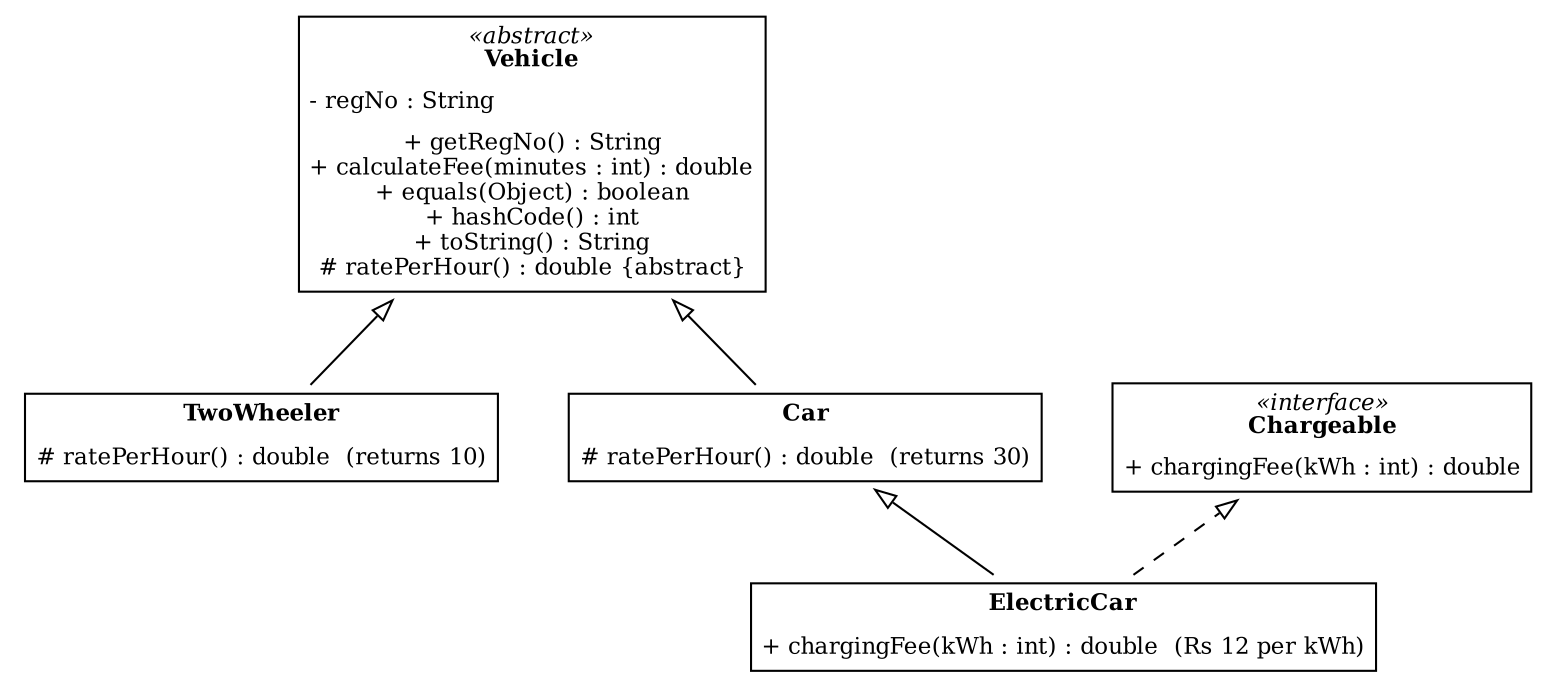 «abstract»
Vehicle
- regNo : String
+ getRegNo() : String
+ calculateFee(minutes : int) : double
+ equals(Object) : boolean
+ hashCode() : int
+ toString() : String
# ratePerHour() : double {abstract}
TwoWheeler
# ratePerHour() : double  (returns 10)
Car
# ratePerHour() : double  (returns 30)
«interface»
Chargeable
+ chargingFee(kWh : int) : double
ElectricCar
+ chargingFee(kWh : int) : double  (Rs 12 per kWh)